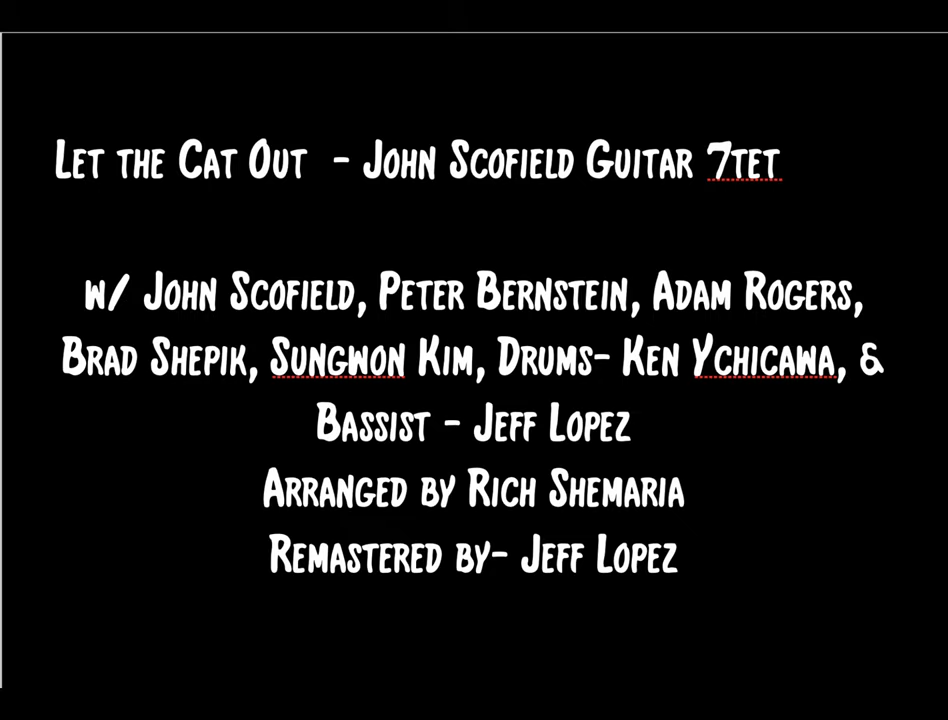 Let the Cat Out - John Scofield Guitar 7tet
w/ John Scofield, Peter Bernstein, Adam Rogers,
Brad Shepik, Sungwon Kim, Drums- Ken Ychicawa, &
Bassist - Jeff Lopez
Arranged by Rich Shemaria
Remastered by- Jeff Lopez